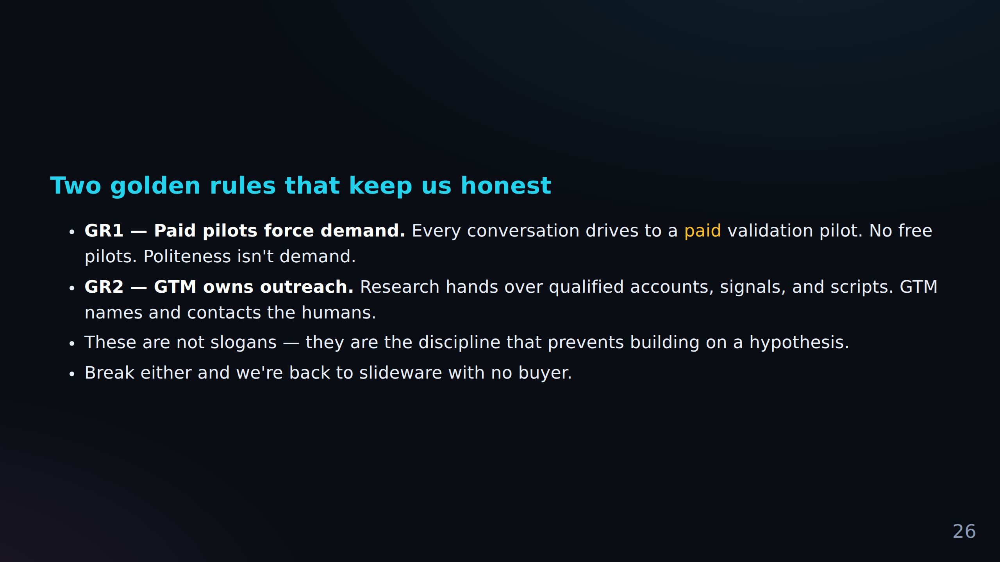 Two golden rules that keep us honest
• GR1 — Paid pilots force demand. Every conversation drives to a paid validation pilot. No free
pilots. Politeness isn't demand.
• GR2 — GTM owns outreach. Research hands over qualified accounts, signals, and scripts. GTM
names and contacts the humans.
• These are not slogans — they are the discipline that prevents building on a hypothesis.
• Break either and we're back to slideware with no buyer.
26